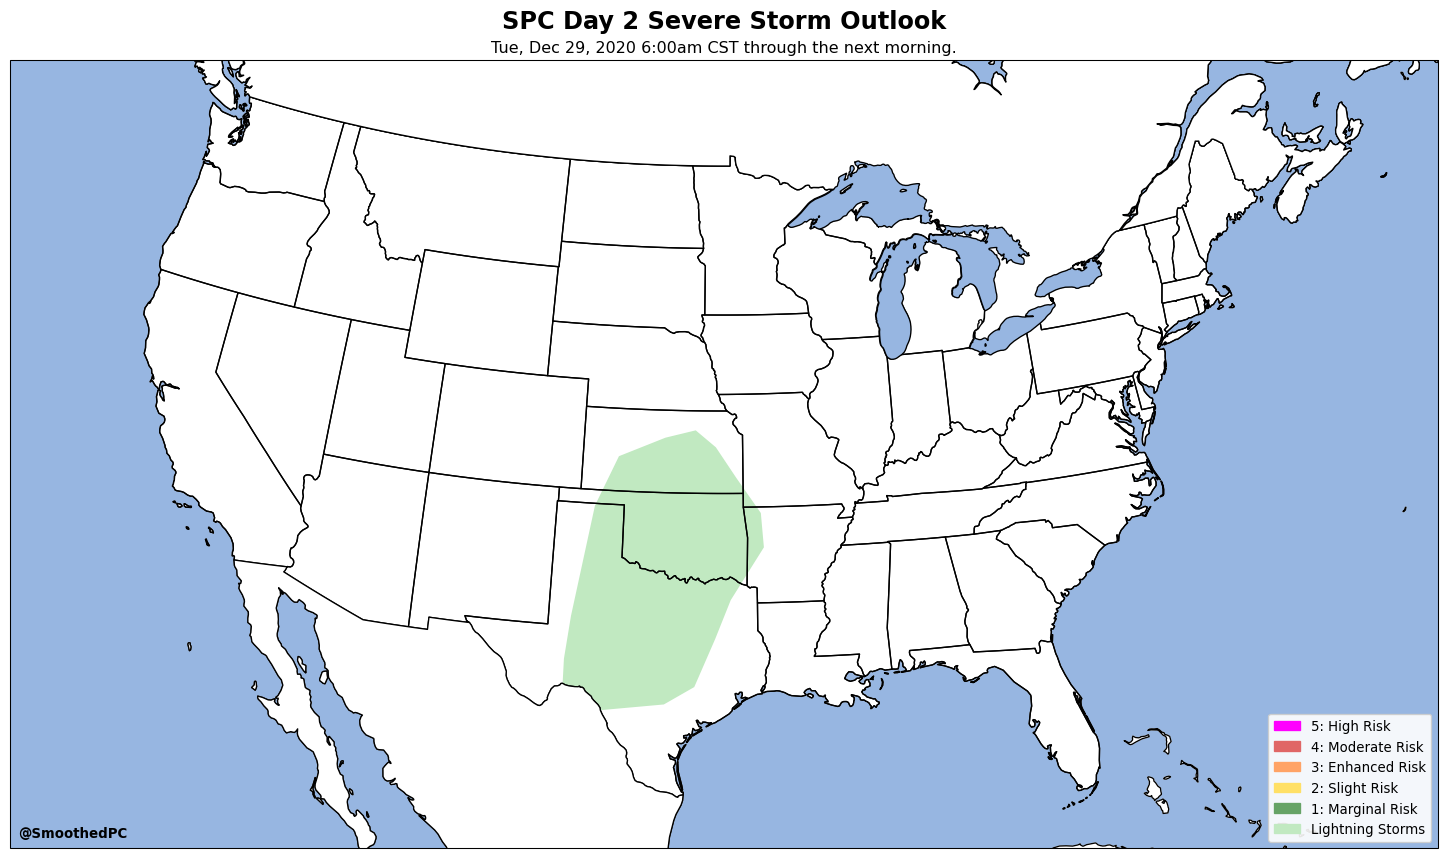 SPC Day 2 Severe Storm Outlook
Tue, Dec 29, 2020 6:00am CST through the next morning.
5: High Risk
4: Moderate Risk
3: Enhanced Risk
2: Slight Risk
1: Marginal Risk
Lightning Storms
@SmoothedPC